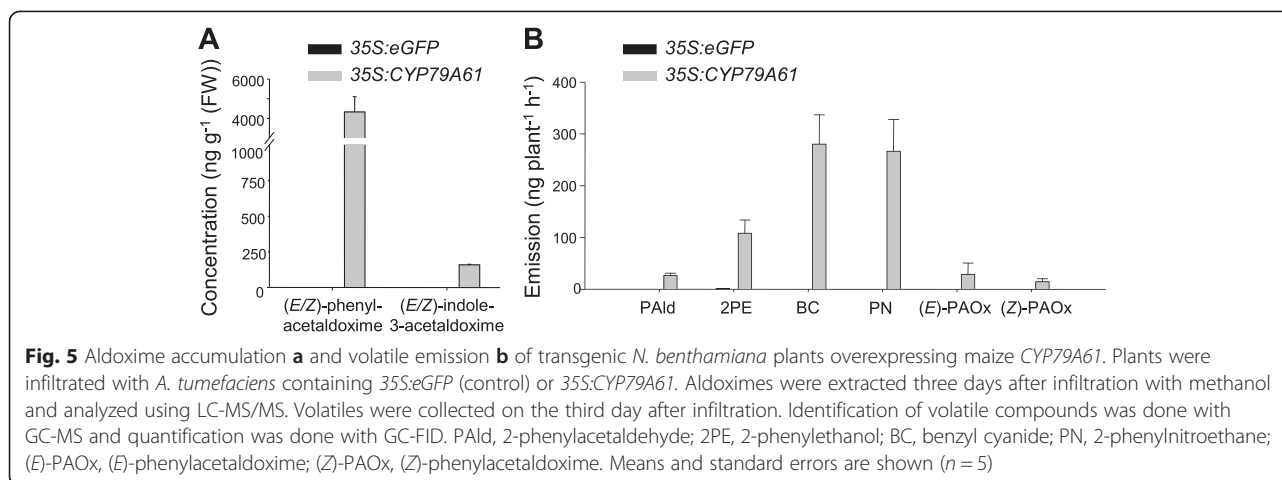 A
35S:eGFP
35S:CYP79A61
Concentration (ng g-1 (FW))
6000
4000
1000
750
500
250
0
(E/Z)-phenyl-
acetaldoxime
(E/Z)-indole-
3-acetaldoxime
B
35S:eGFP
35S:CYP79A61
Emission (ng plant-1 h-1)
400
300
200
100
0
PAld
2PE
BC
PN
(E)-PAOx
(Z)-PAOx
Fig. 5 Aldoxime accumulation a and volatile emission b of transgenic N. benthamiana plants overexpressing maize CYP79A61. Plants were
infiltrated with A. tumefaciens containing 35S:eGFP (control) or 35S:CYP79A61. Aldoximes were extracted three days after infiltration with methanol
and analyzed using LC-MS/MS. Volatiles were collected on the third day after infiltration. Identification of volatile compounds was done with
GC-MS and quantification was done with GC-FID. PAld, 2-phenylacetaldehyde; 2PE, 2-phenylethanol; BC, benzyl cyanide; PN, 2-phenylnitroethane;
(E)-PAOx, (E)-phenylacetaldoxime; (Z)-PAOx, (Z)-phenylacetaldoxime. Means and standard errors are shown (n = 5)